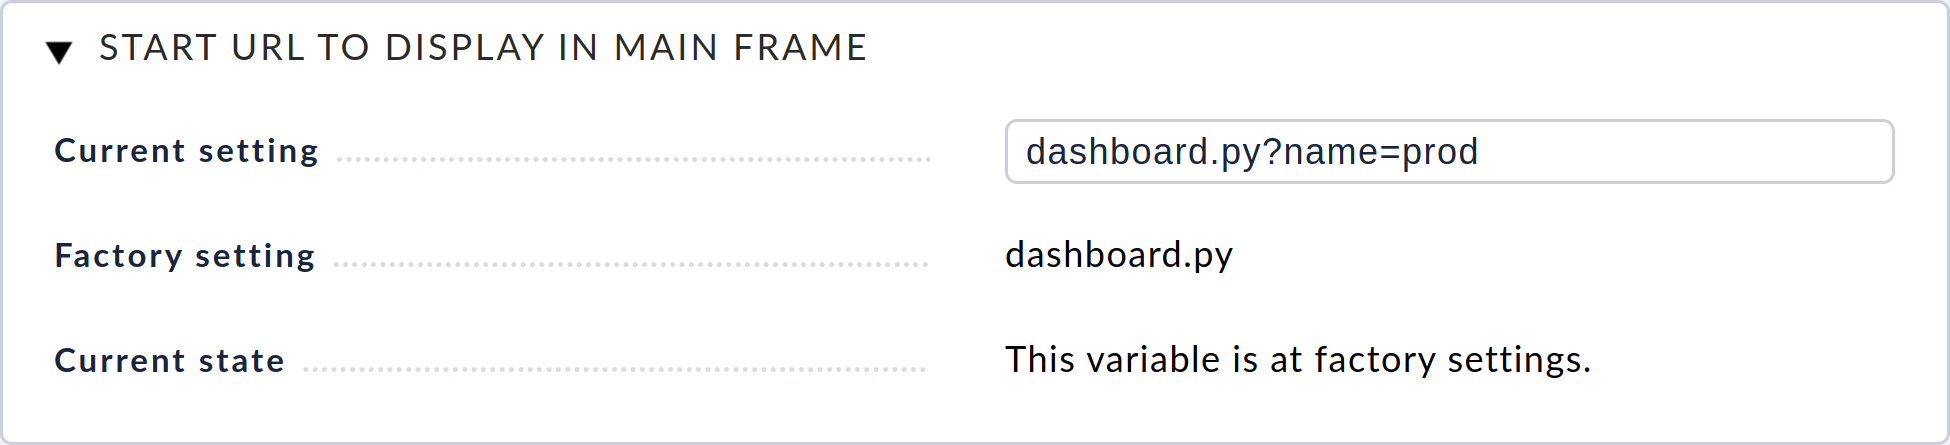 START URL TO DISPLAY IN MAIN FRAME
Current setting dashboard.py?name=prod
Factory setting dashboard.py
Current state This variable is at factory settings.